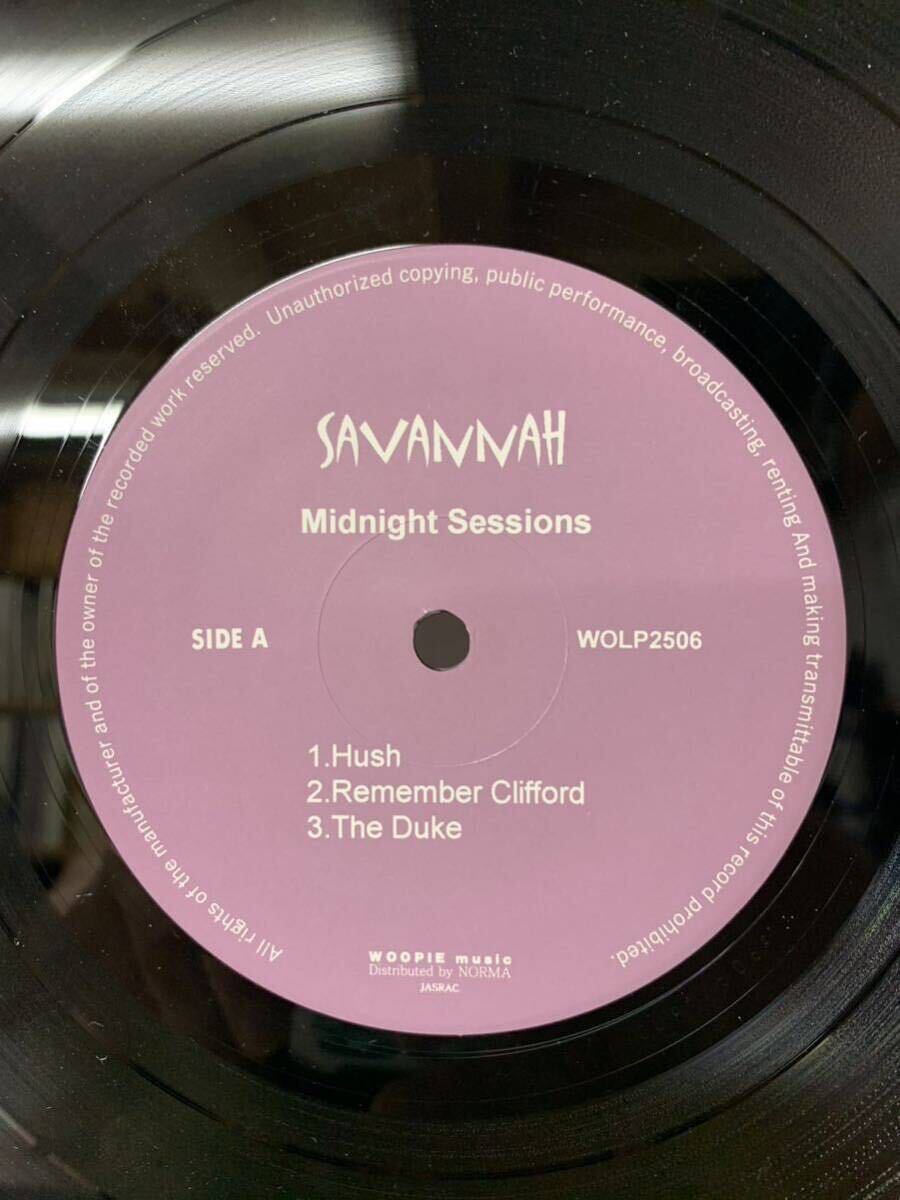 All rights of the manufacturer and of the owner of the recorded work reserved. Unauthorized copying, public performance, broadcasting, renting And making transmittable of this record prohibited.
SAVANNAH
Midnight Sessions
SIDE A
WOLP2506
1.Hush
2.Remember Clifford
3.The Duke
WOOPIE music
Distributed by NORMA
JASRAC